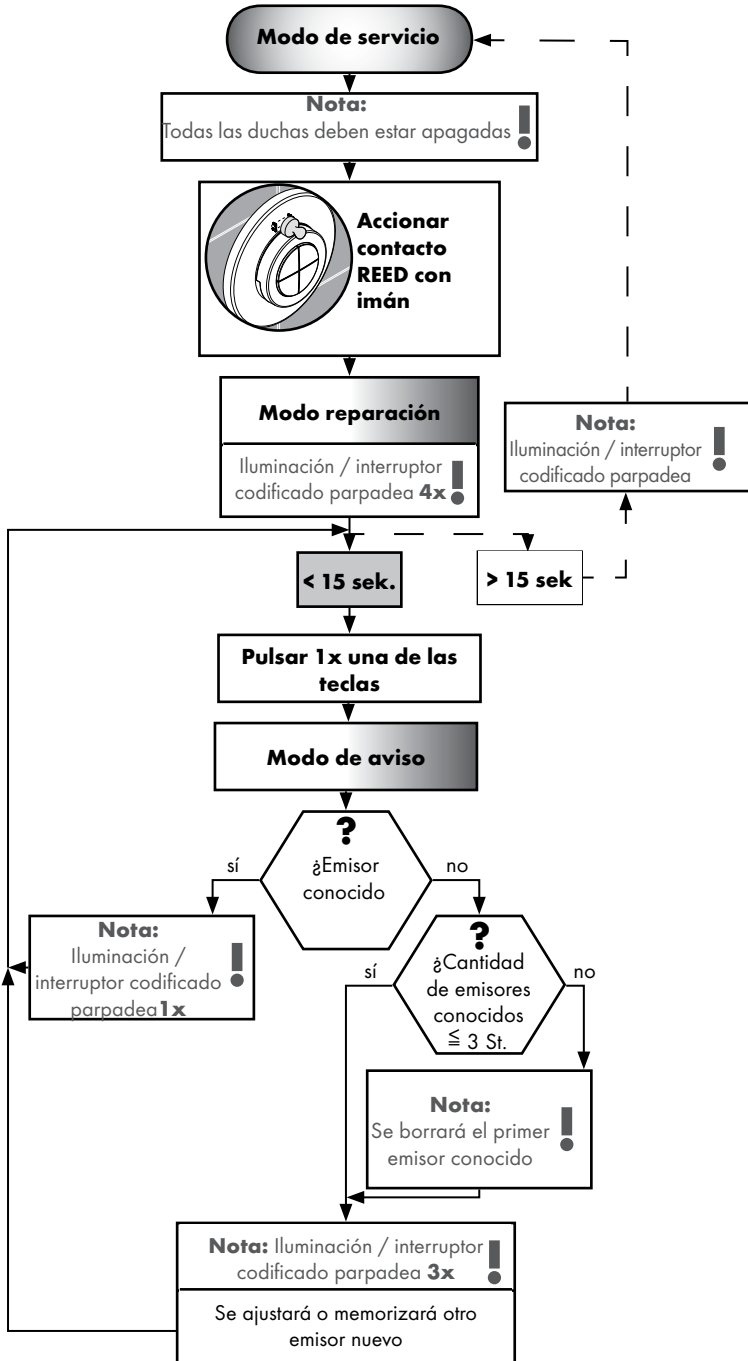 Modo de servicio
Nota:
Todas las duchas deben estar apagadas
Accionar
contacto
REED con
imán
Modo reparación
Iluminación / interruptor
codificado parpadea 4x
Nota:
Iluminación / interruptor
codificado parpadea
< 15 sek.
> 15 sek
Pulsar 1x una de las
teclas
Modo de aviso
?
¿Emisor
conocido
sí
no
Nota:
Iluminación /
interruptor codificado
parpadea 1x
?
¿Cantidad
de emisores
conocidos
≦ 3 St.
sí
no
Nota:
Se borrará el primer
emisor conocido
Nota: Iluminación / interruptor
codificado parpadea 3x
Se ajustará o memorizará otro
emisor nuevo